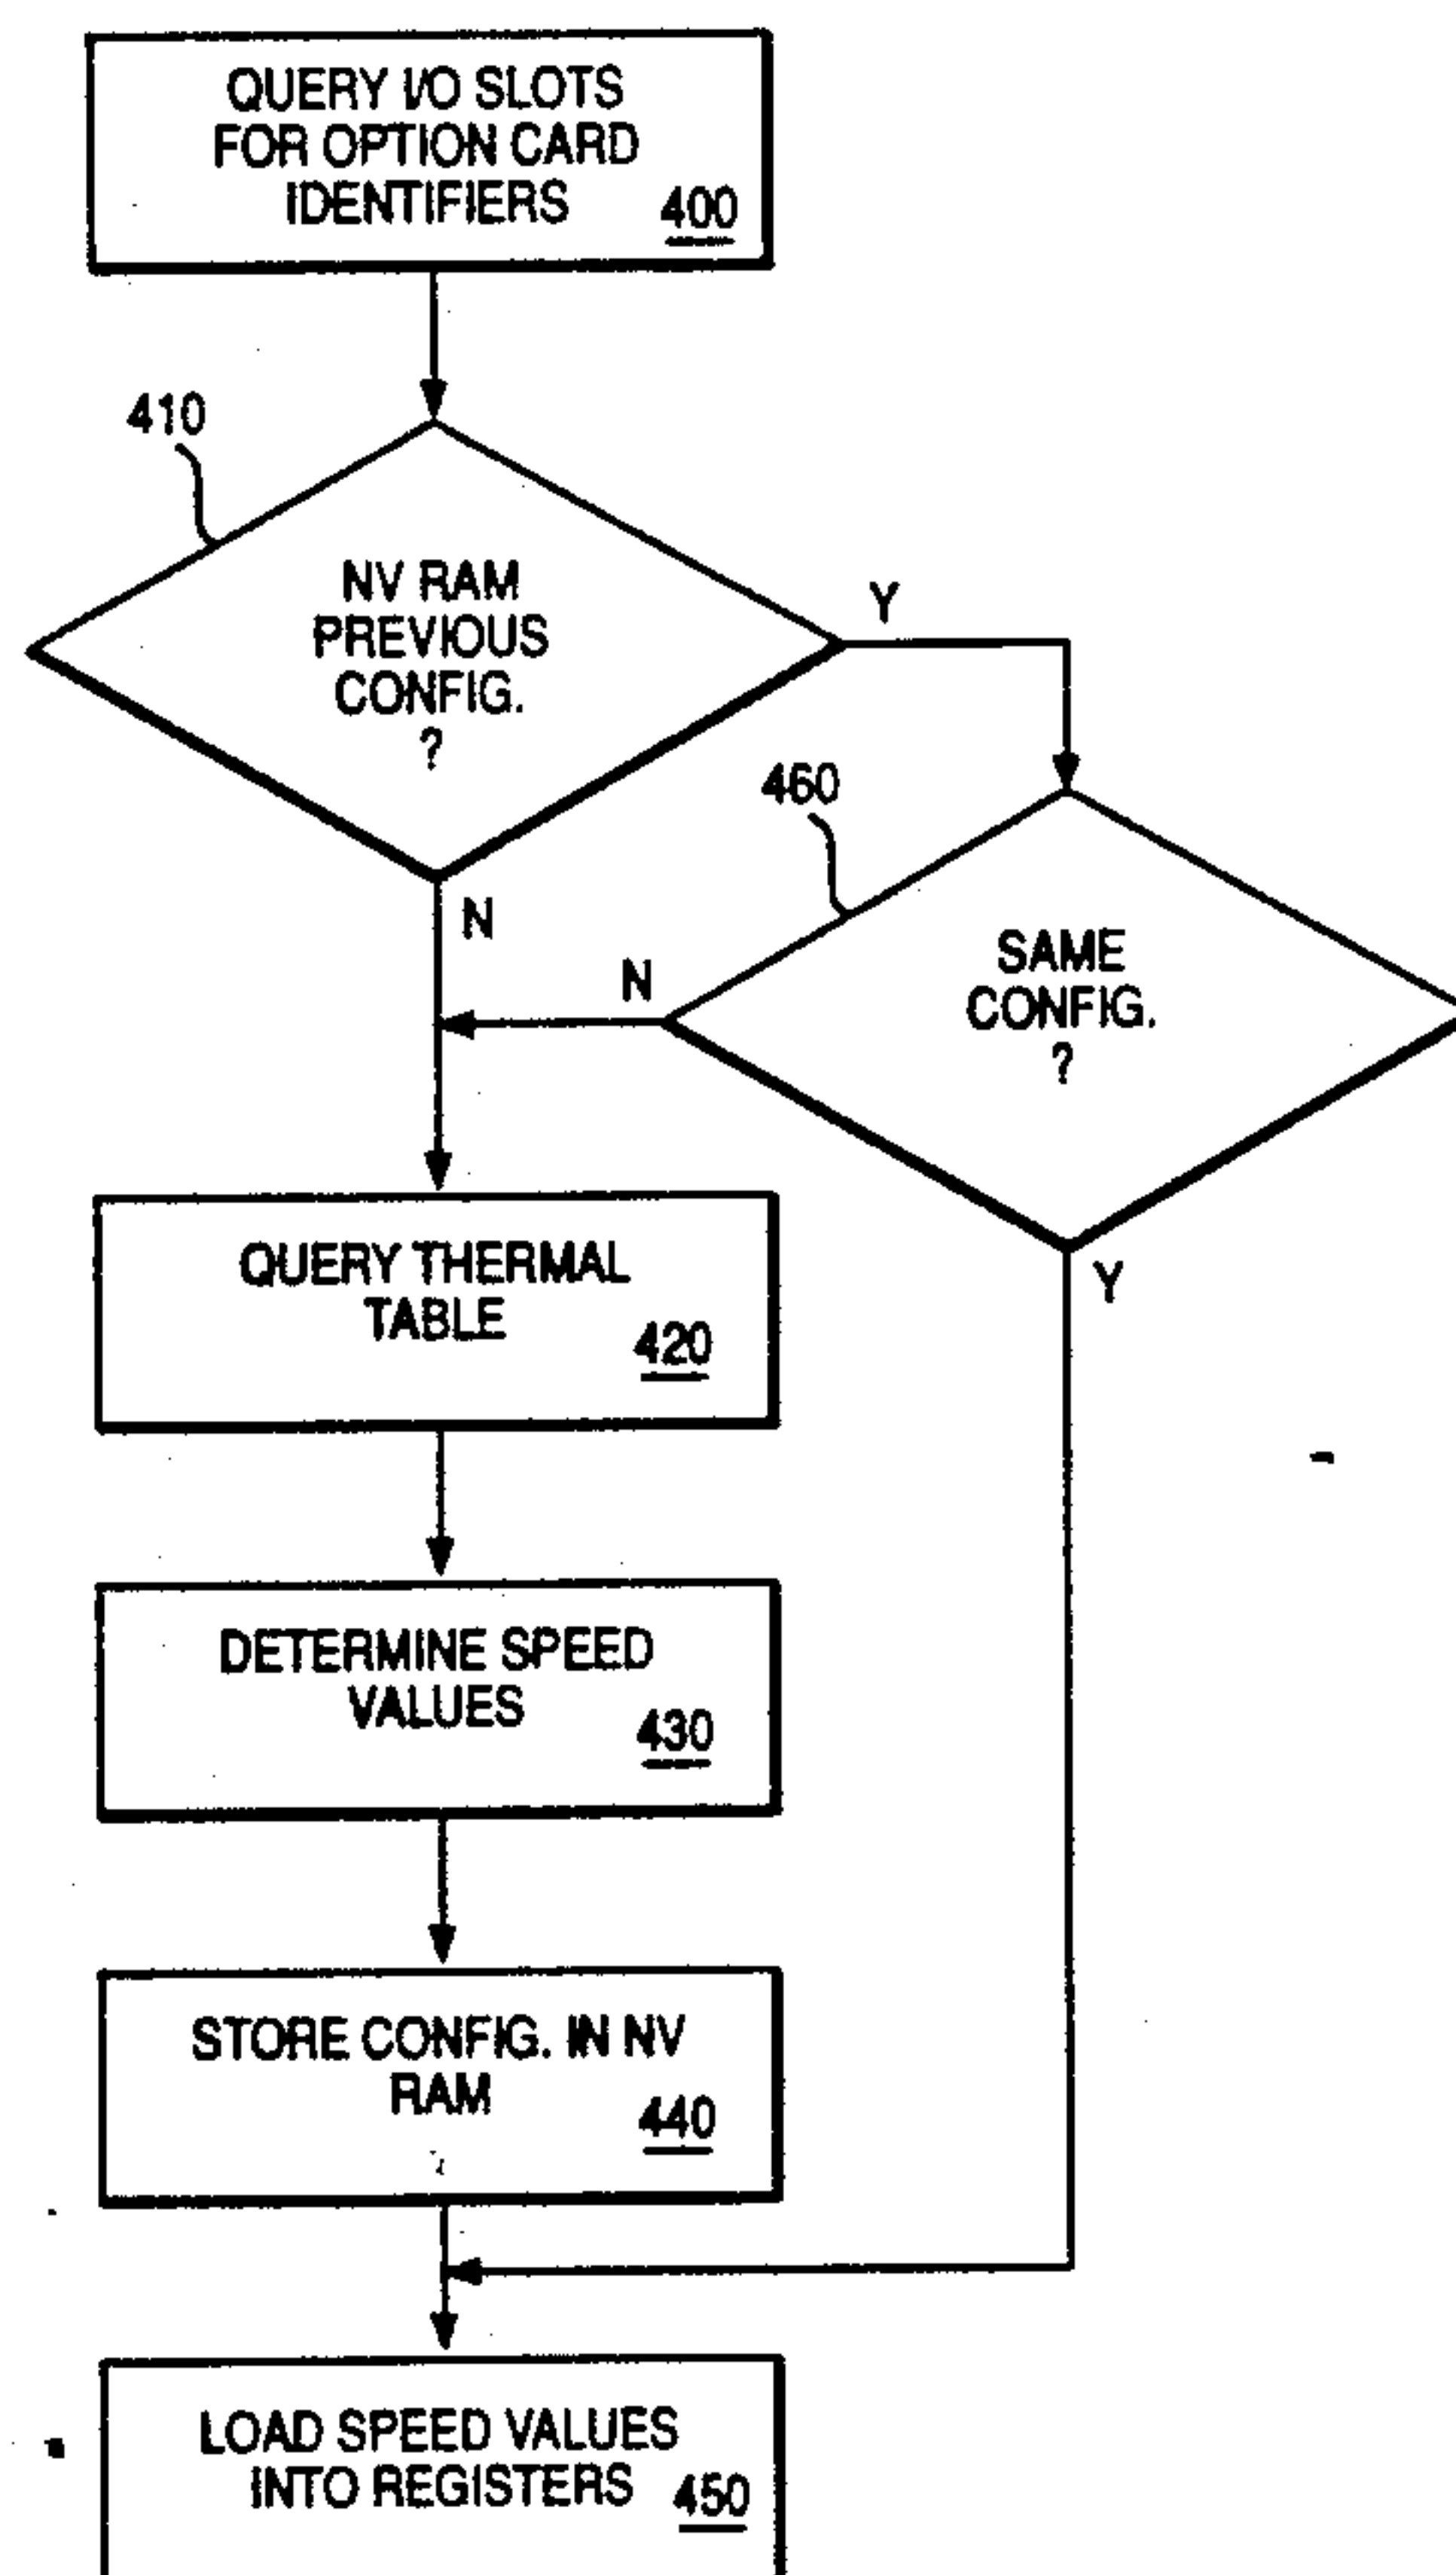 QUERY I/O SLOTS
FOR OPTION CARD
IDENTIFIERS
400
410
NV RAM
PREVIOUS
CONFIG.
?
Y
N
460
SAME
CONFIG.
?
N
Y
QUERY THERMAL
TABLE
420
DETERMINE SPEED
VALUES
430
STORE CONFIG. IN NV
RAM
440
LOAD SPEED VALUES
INTO REGISTERS
450